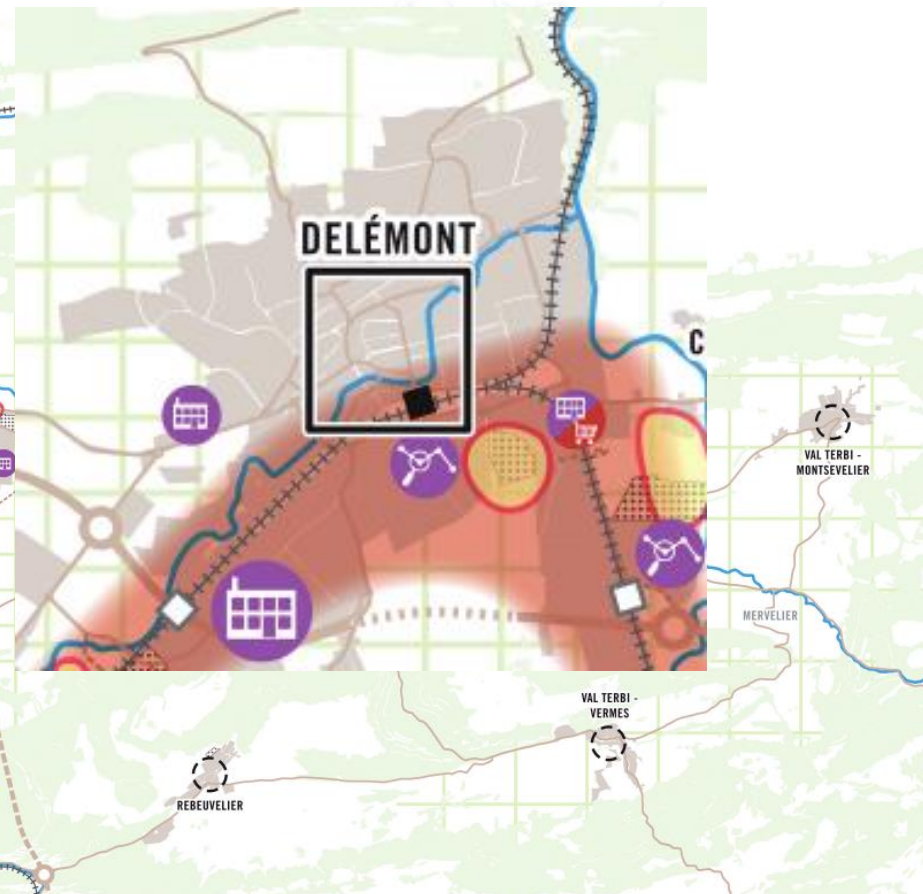 DELÉMONT
C
VAL TERBI -
MONTSEVELIER
MERVELIER
VAL TERBI -
VERMES
REBEUVELIER